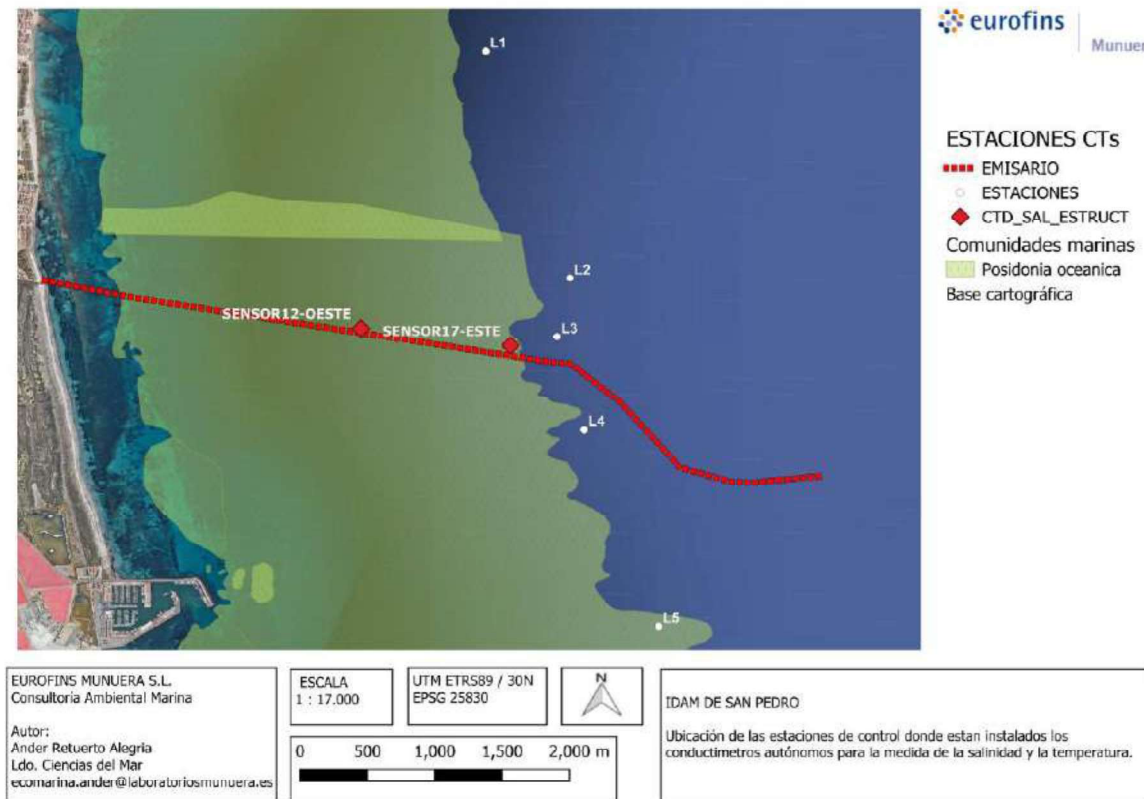 eurofins
Munuer
L1
L2
L3
L4
L5
SENSOR12-OESTE
SENSOR17-ESTE
ESTACIONES CTs
EMISARIO
ESTACIONES
CTD_SAL_ESTRUCT
Comunidades marinas
Posidonia oceanica
Base cartográfica
EUROFINS MUNUERA S.L.
Consultoría Ambiental Marina
Autor:
Ander Retuerto Alegria
Ldo. Ciencias del Mar
ecomarina.ander@laboratoriosmunuera.es
ESCALA
1 : 17.000
UTM ETRS89 / 30N
EPSG 25830
N
0 500 1,000 1,500 2,000 m
IDAM DE SAN PEDRO
Ubicación de las estaciones de control donde estan instalados los
conductímetros autónomos para la medida de la salinidad y la temperatura.